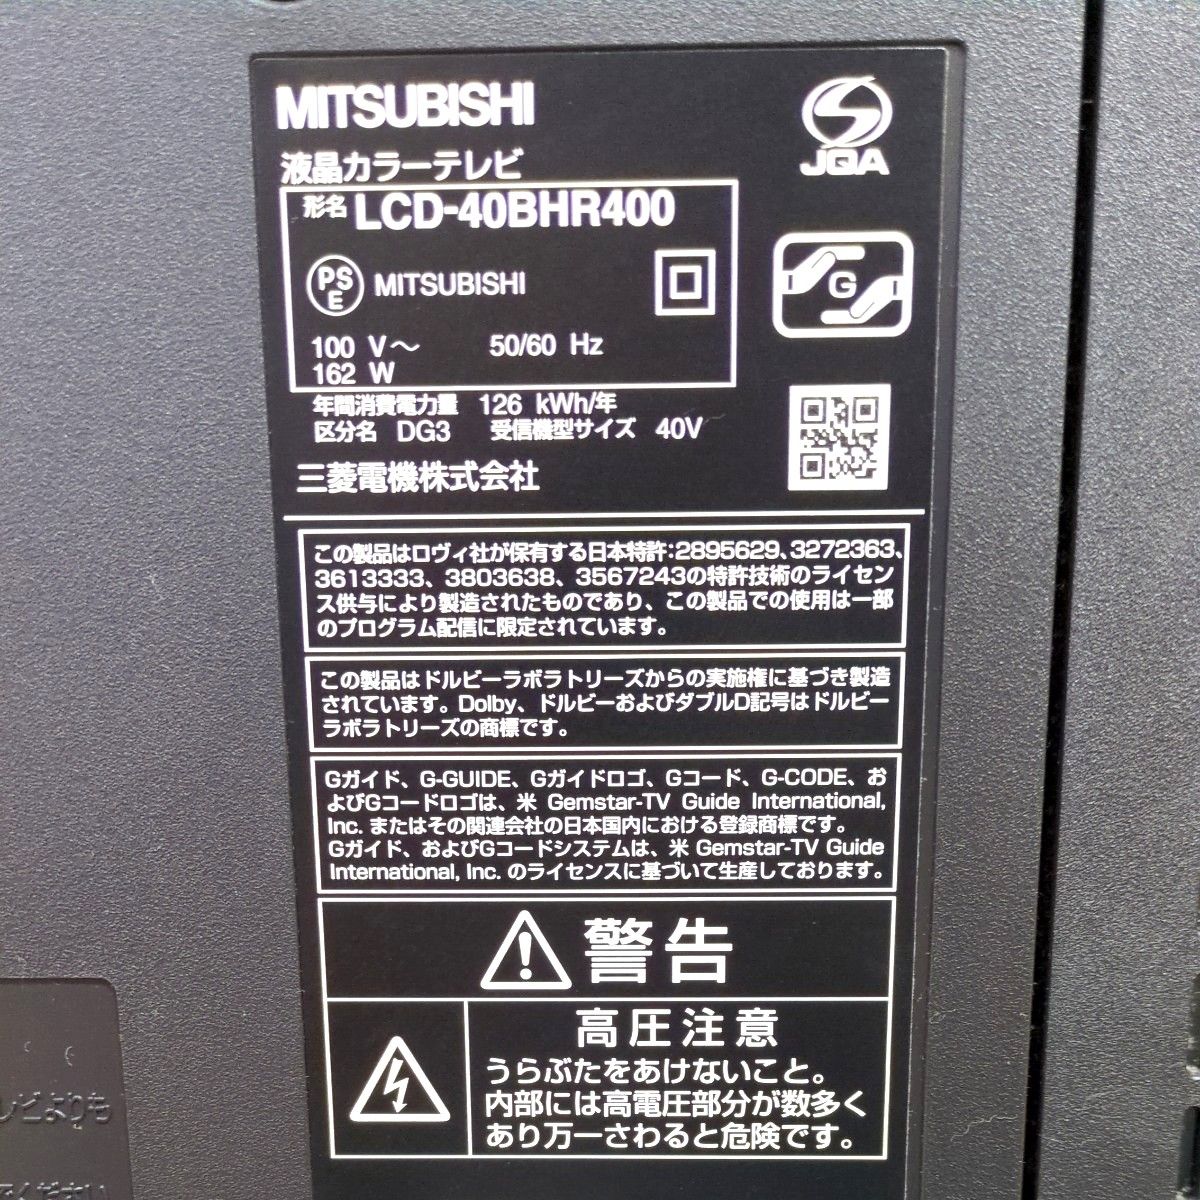 MITSUBISHI
JQA
液晶カラーテレビ
形名 LCD-40BHR400
PS
E
MITSUBISHI
G
100 V～ 50/60 Hz
162 W
年間消費電力量 126 kWh/年
区分名 DG3 受信機型サイズ 40V
三菱電機株式会社
この製品はロヴィ社が保有する日本特許:2895629、3272363、
3613333、3803638、3567243の特許技術のライセン
ス供与により製造されたものであり、この製品での使用は一部
のプログラム配信に限定されています。
この製品はドルビーラボラトリーズからの実施権に基づき製造
されています。Dolby、ドルビーおよびダブルD記号はドルビー
ラボラトリーズの商標です。
Gガイド、G-GUIDE、Gガイドロゴ、Gコード、G-CODE、お
よびGコードロゴは、米 Gemstar-TV Guide International,
Inc. またはその関連会社の日本国内における登録商標です。
Gガイド、およびGコードシステムは、米 Gemstar-TV Guide
International, Inc. のライセンスに基づいて生産しております。
警告
高圧注意
うらぶたをあけないこと。
内部には高電圧部分が数多く
あり万一さわると危険です。
レビよりも
ください